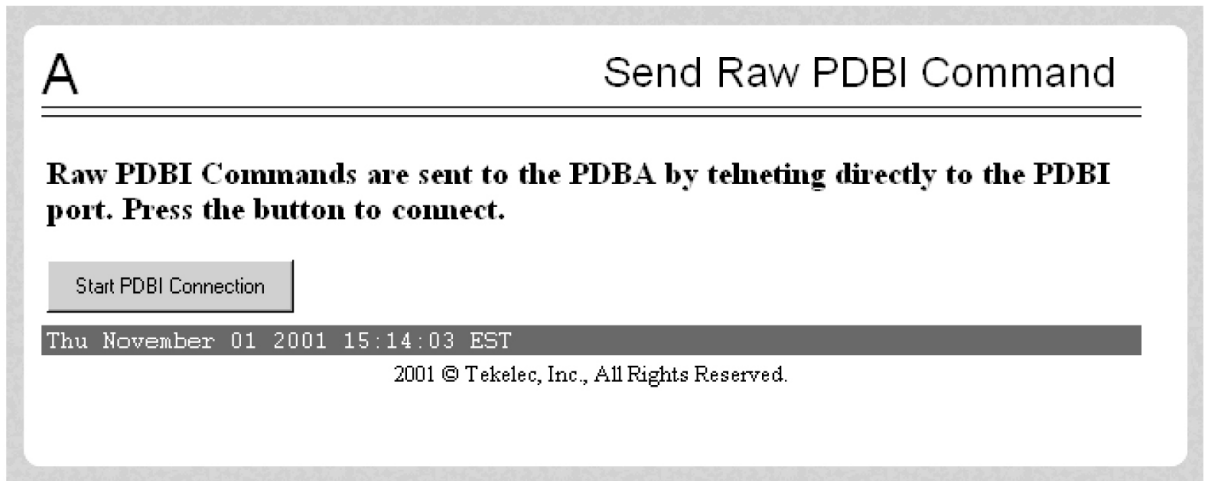 A
Send Raw PDBI Command
Raw PDBI Commands are sent to the PDBA by telneting directly to the PDBI
port. Press the button to connect.
Start PDBI Connection
Thu November 01 2001 15:14:03 EST
2001 © Tekelec, Inc., All Rights Reserved.